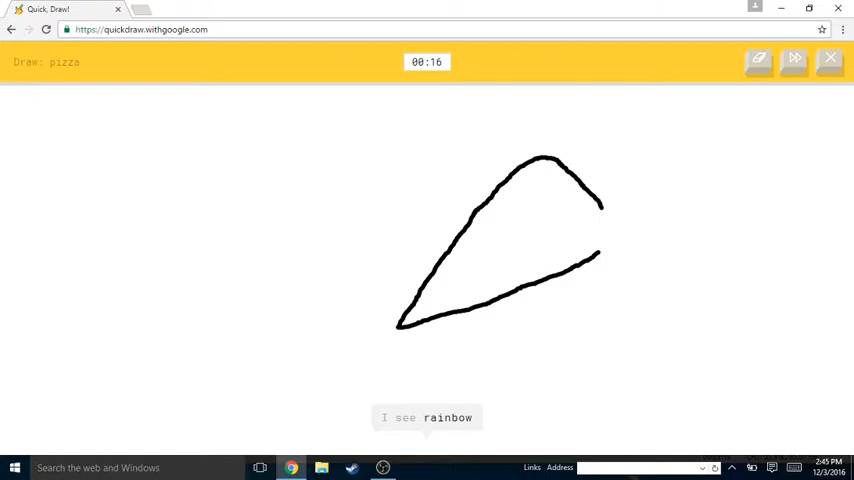 Quick, Draw!
https://quickdraw.withgoogle.com
Draw: pizza
00:16
I see rainbow
Search the web and Windows
Links
Address
2:45 PM
12/3/2016